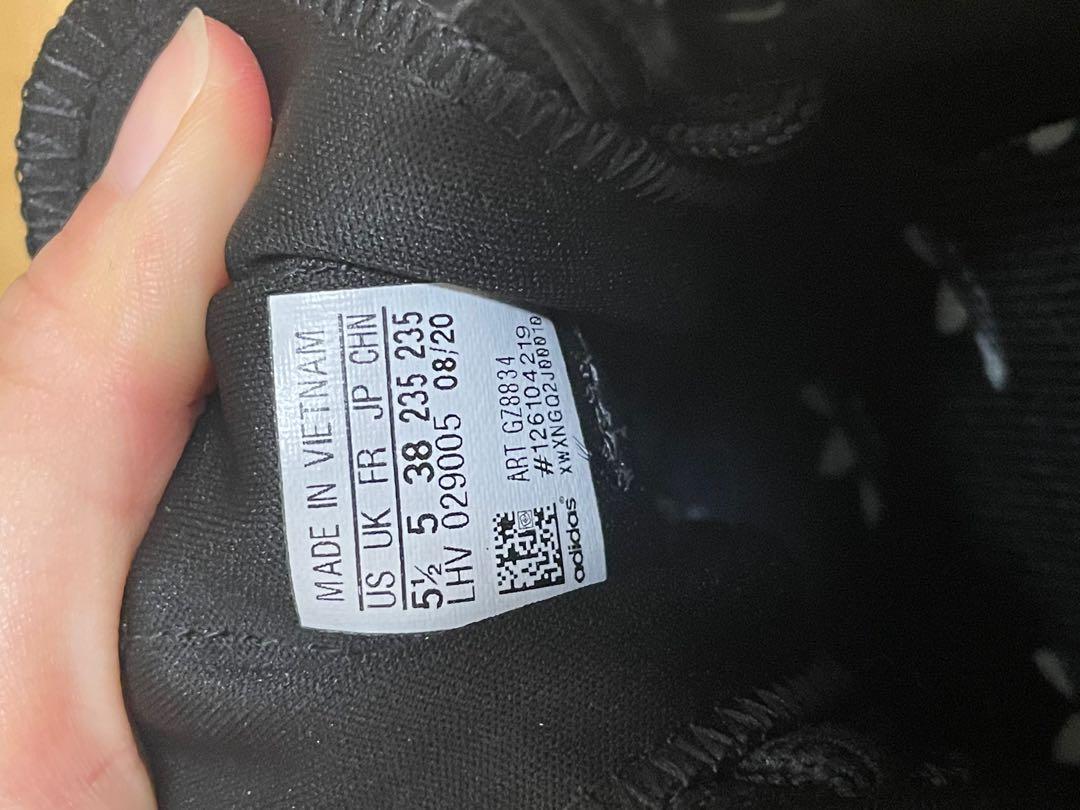 MADE IN VIETNAM
US UK FR JP CHN
5½ 5 38 235 235
LHV 029005 08/20
ART GZ8834
#126104219
XWXNGQ2J00010
adidas®